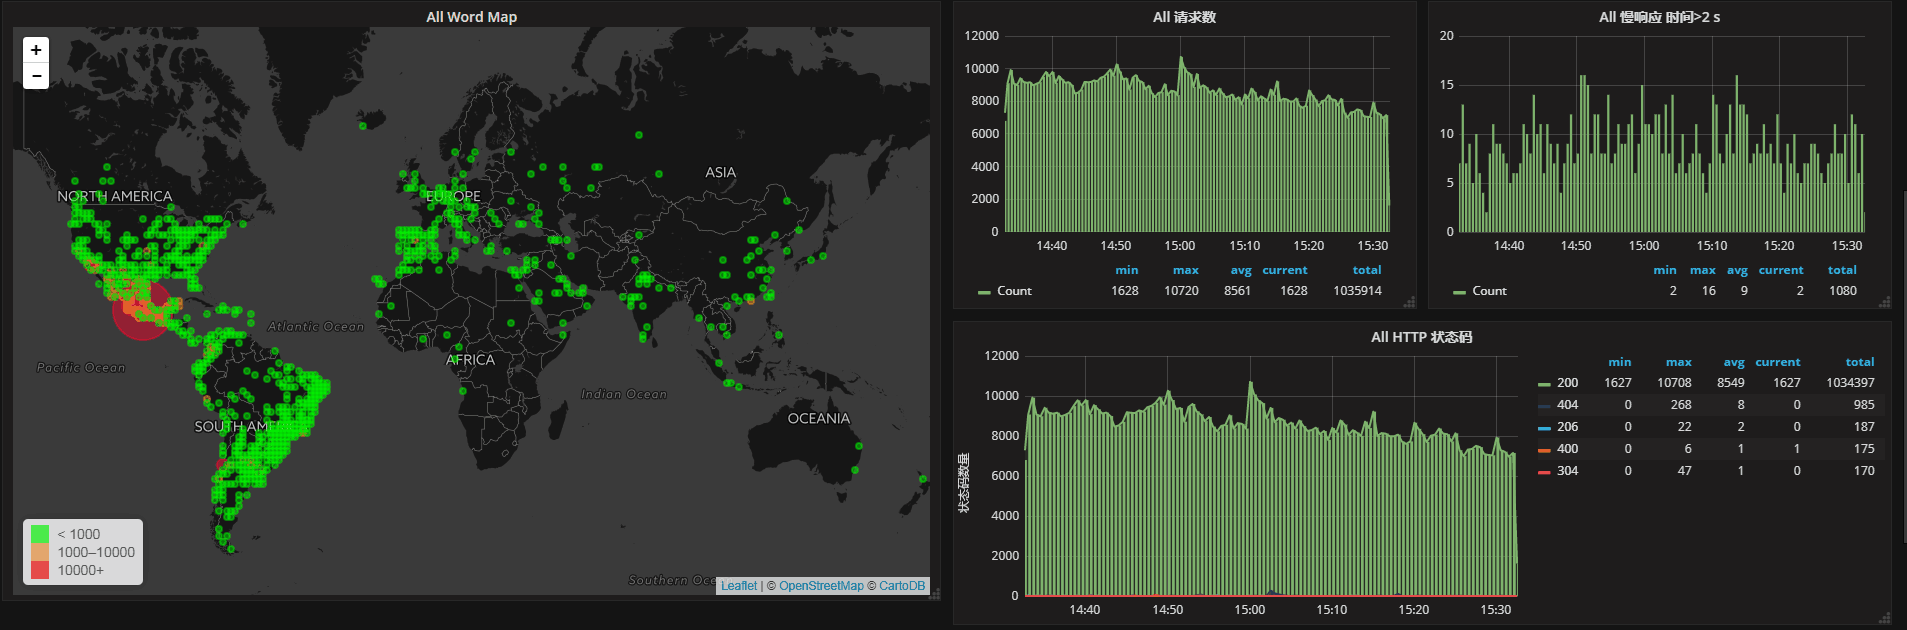 All Word Map
+
−
NORTH AMERICA
EUROPE
ASIA
Atlantic Ocean
Pacific Ocean
AFRICA
Indian Ocean
SOUTH AMERICA
OCEANIA
Southern Oce
< 1000
1000–10000
10000+
Leaflet | © OpenStreetMap © CartoDB
All 请求数
12000
10000
8000
6000
4000
2000
0
14:40 14:50 15:00 15:10 15:20 15:30
min max avg current total
Count 1628 10720 8561 1628 1035914
All 慢响应 时间>2 s
20
15
10
5
0
14:40 14:50 15:00 15:10 15:20 15:30
min max avg current total
Count 2 16 9 2 1080
All HTTP 状态码
状态码数量
12000
10000
8000
6000
4000
2000
0
14:40 14:50 15:00 15:10 15:20 15:30
min max avg current total
200 1627 10708 8549 1627 1034397
404 0 268 8 0 985
206 0 22 2 0 187
400 0 6 1 1 175
304 0 47 1 0 170